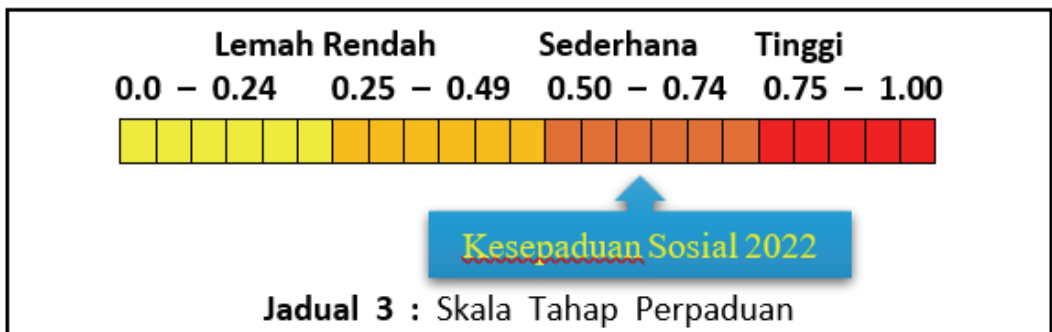 Lemah Rendah Sederhana Tinggi
0.0 – 0.24 0.25 – 0.49 0.50 – 0.74 0.75 – 1.00
Kesepaduan Sosial 2022
Jadual 3 : Skala Tahap Perpaduan